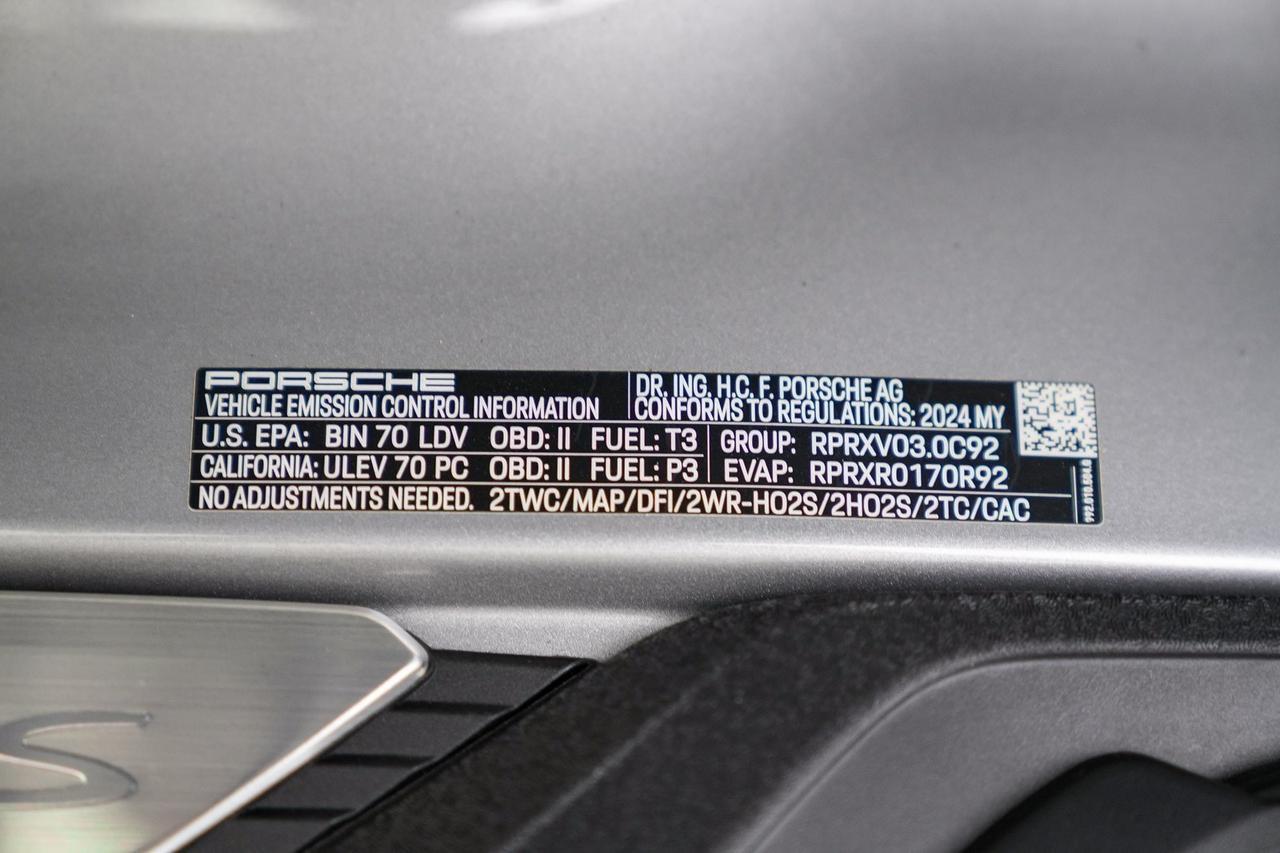 PORSCHE
VEHICLE EMISSION CONTROL INFORMATION
DR. ING. H.C. F. PORSCHE AG
CONFORMS TO REGULATIONS: 2024 MY
U.S. EPA: BIN 70 LDV OBD: II FUEL: T3 GROUP: RPRXV03.0C92
CALIFORNIA: ULEV 70 PC OBD: II FUEL: P3 EVAP: RPRXR0170R92
NO ADJUSTMENTS NEEDED. 2TWC/MAP/DFI/2WR-HO2S/2HO2S/2TC/CAC
S